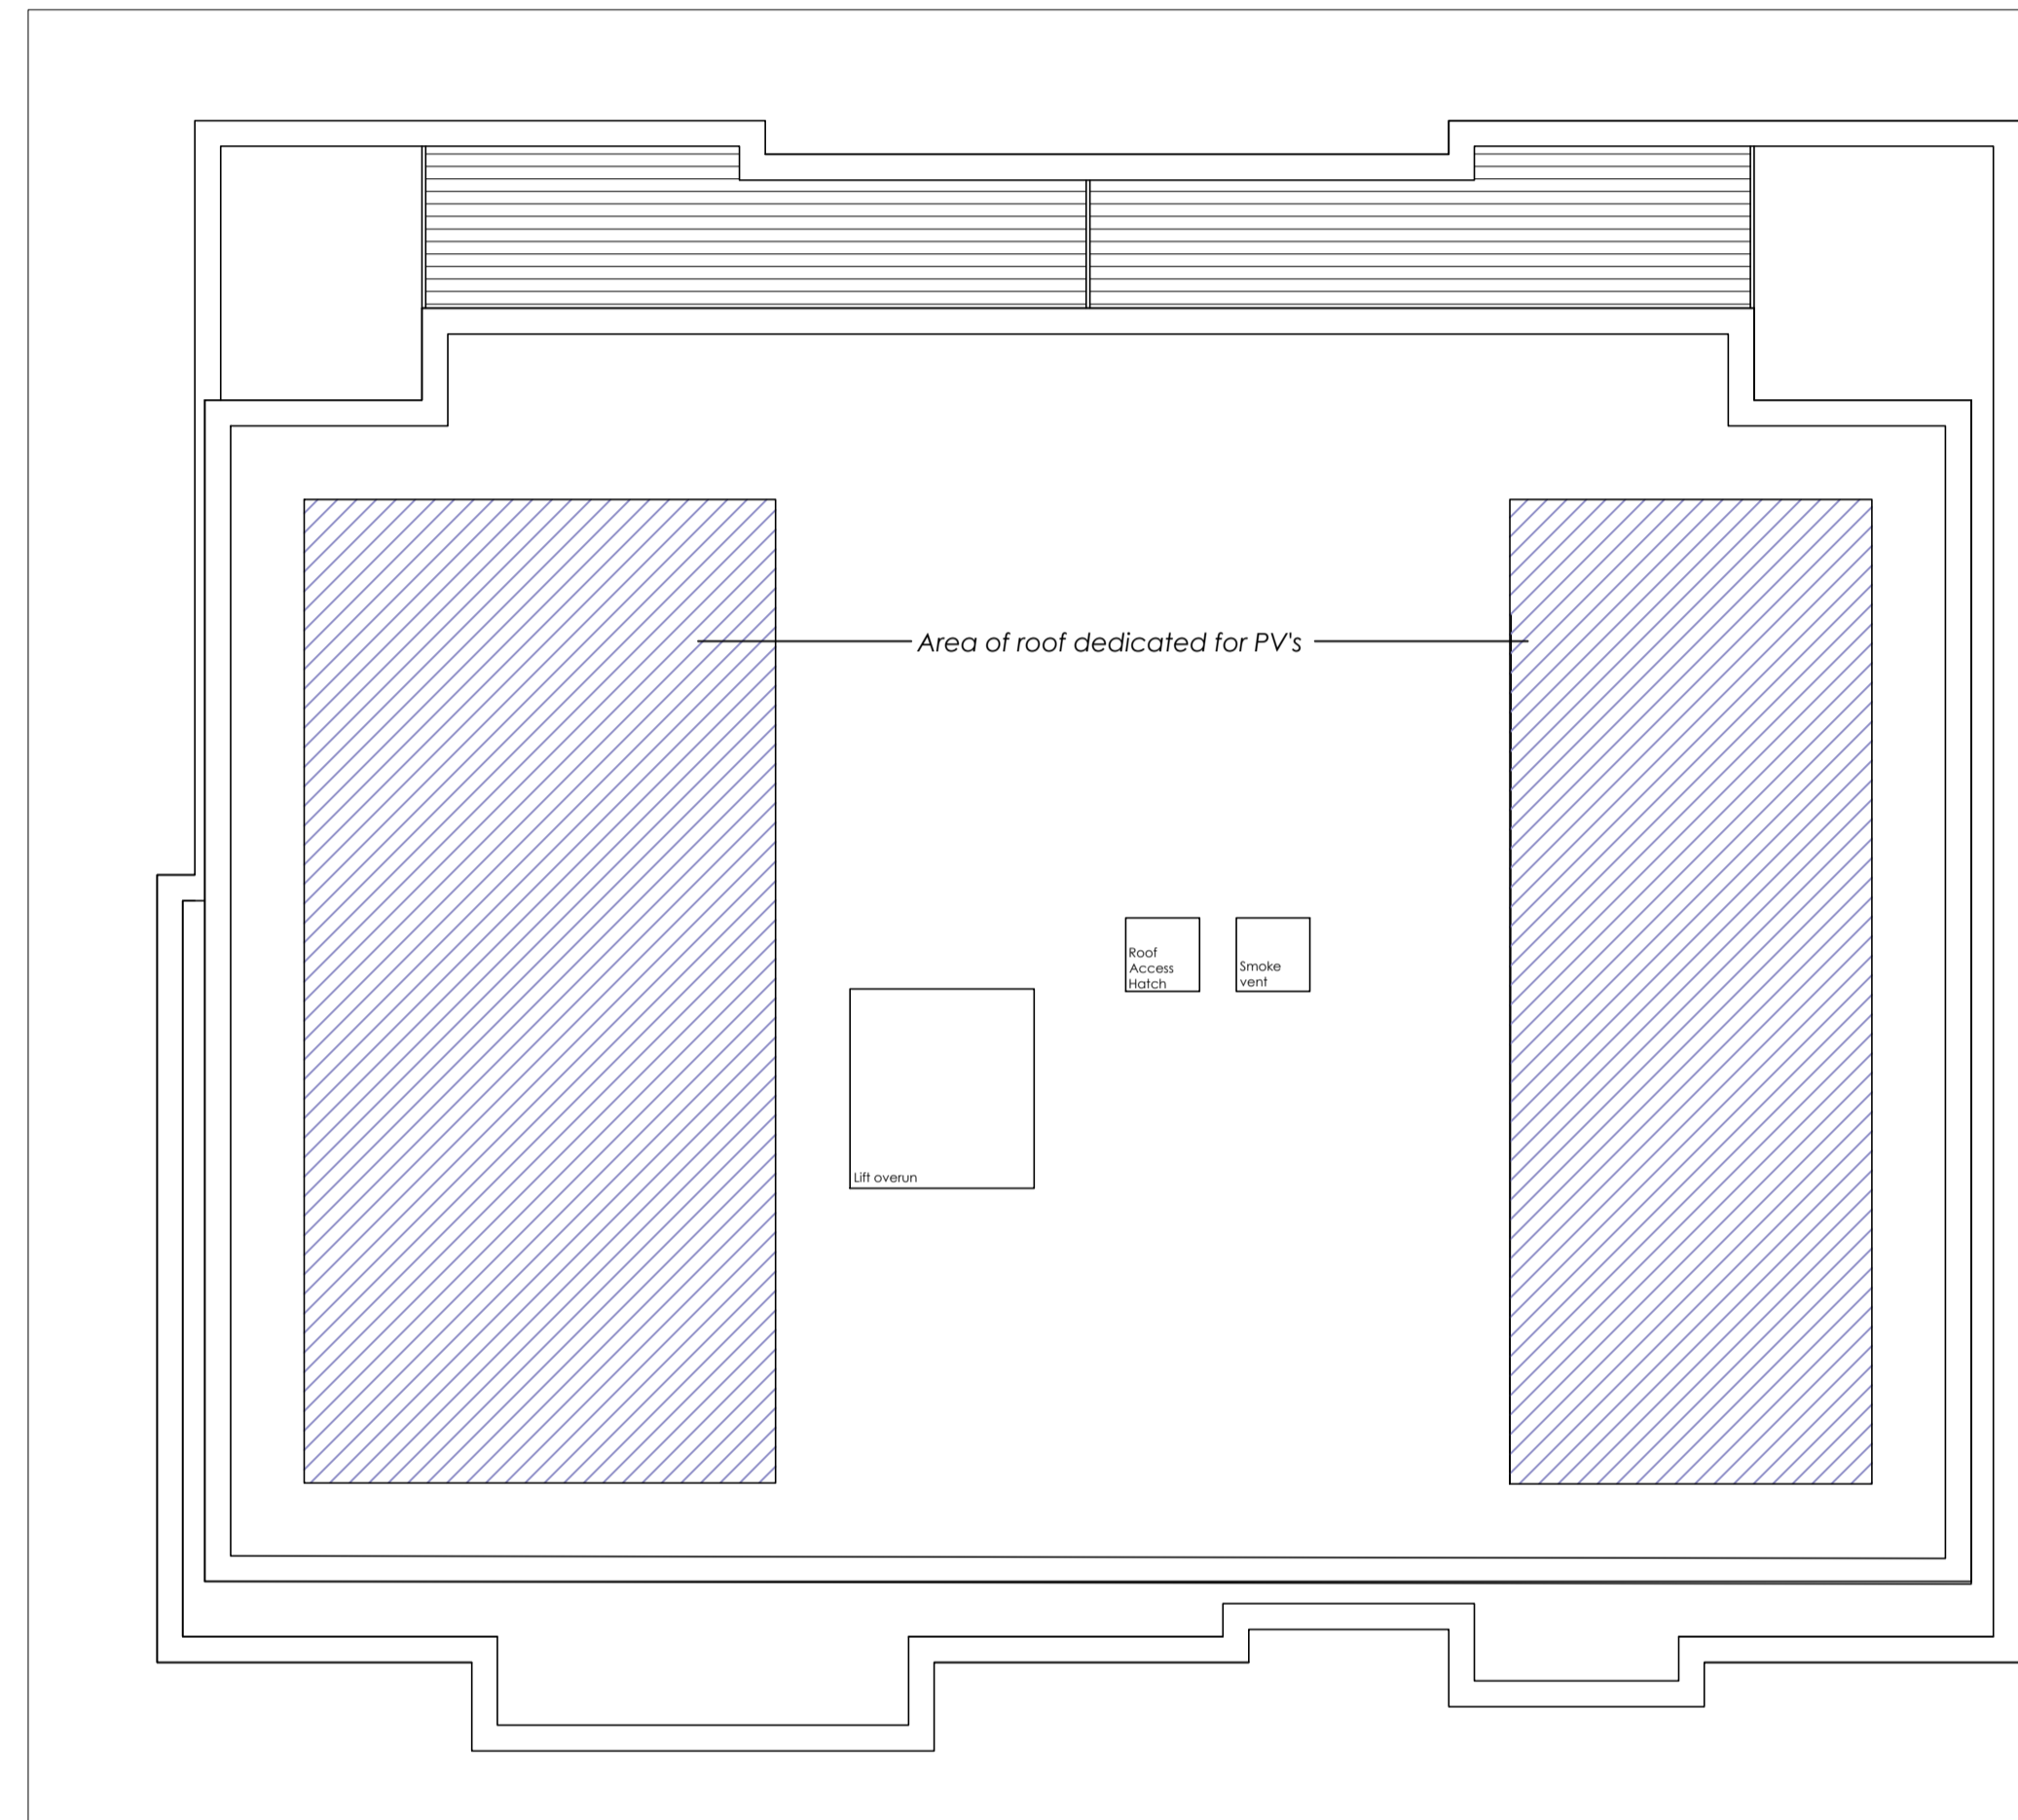 Area of roof dedicated for PV's
Roof
Access
Hatch
Smoke
vent
Lift overun